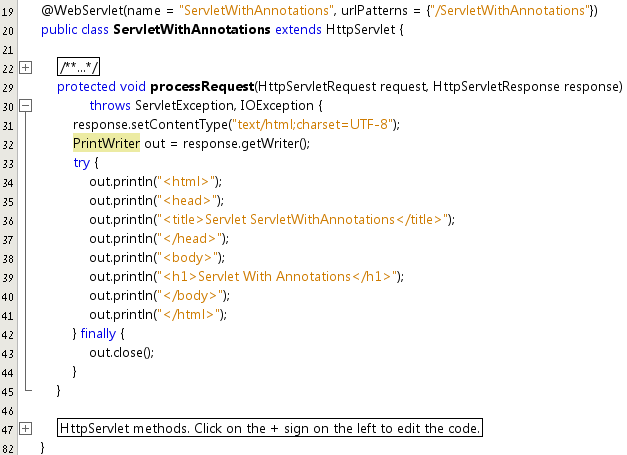 19 @WebServlet(name = "ServletWithAnnotations", urlPatterns = {"/ServletWithAnnotations"})
20 public class ServletWithAnnotations extends HttpServlet {
21
22 /**...*/
29 protected void processRequest(HttpServletRequest request, HttpServletResponse response)
30 throws ServletException, IOException {
31 response.setContentType("text/html;charset=UTF-8");
32 PrintWriter out = response.getWriter();
33 try {
34 out.println("<html>");
35 out.println("<head>");
36 out.println("<title>Servlet ServletWithAnnotations</title>");
37 out.println("</head>");
38 out.println("<body>");
39 out.println("<h1>Servlet With Annotations</h1>");
40 out.println("</body>");
41 out.println("</html>");
42 } finally {
43 out.close();
44 }
45 }
46
47 HttpServlet methods. Click on the + sign on the left to edit the code.
82 }